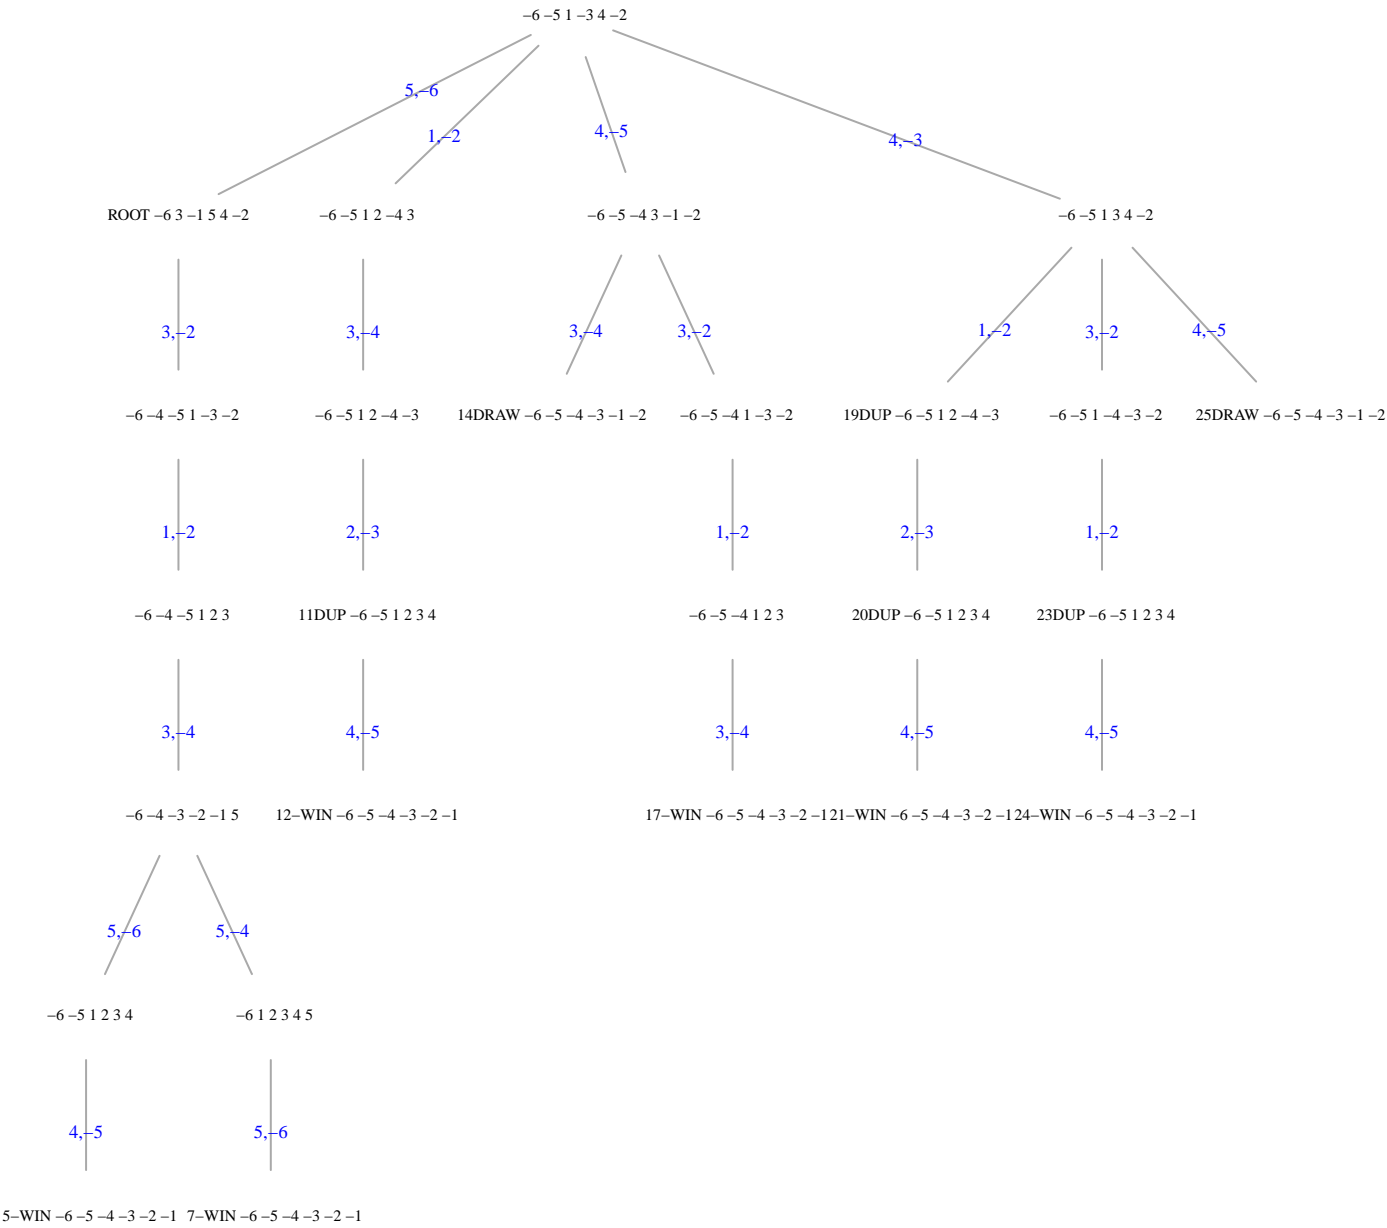 –6 –5 1 –3 4 –2
5,–6
1,–2
4,–5
4,–3
ROOT –6 3 –1 5 4 –2
–6 –5 1 2 –4 3
–6 –5 –4 3 –1 –2
–6 –5 1 3 4 –2
3,–2
3,–4
3,–4
3,–2
1,–2
3,–2
4,–5
–6 –4 –5 1 –3 –2
–6 –5 1 2 –4 –3
14DRAW –6 –5 –4 –3 –1 –2
–6 –5 –4 1 –3 –2
19DUP –6 –5 1 2 –4 –3
–6 –5 1 –4 –3 –2
25DRAW –6 –5 –4 –3 –1 –2
1,–2
2,–3
1,–2
2,–3
1,–2
–6 –4 –5 1 2 3
11DUP –6 –5 1 2 3 4
–6 –5 –4 1 2 3
20DUP –6 –5 1 2 3 4
23DUP –6 –5 1 2 3 4
3,–4
4,–5
3,–4
4,–5
4,–5
–6 –4 –3 –2 –1 5
12–WIN –6 –5 –4 –3 –2 –1
17–WIN –6 –5 –4 –3 –2 –1
21–WIN –6 –5 –4 –3 –2 –1
24–WIN –6 –5 –4 –3 –2 –1
5,–6
5,–4
–6 –5 1 2 3 4
–6 1 2 3 4 5
4,–5
5,–6
5–WIN –6 –5 –4 –3 –2 –1
7–WIN –6 –5 –4 –3 –2 –1